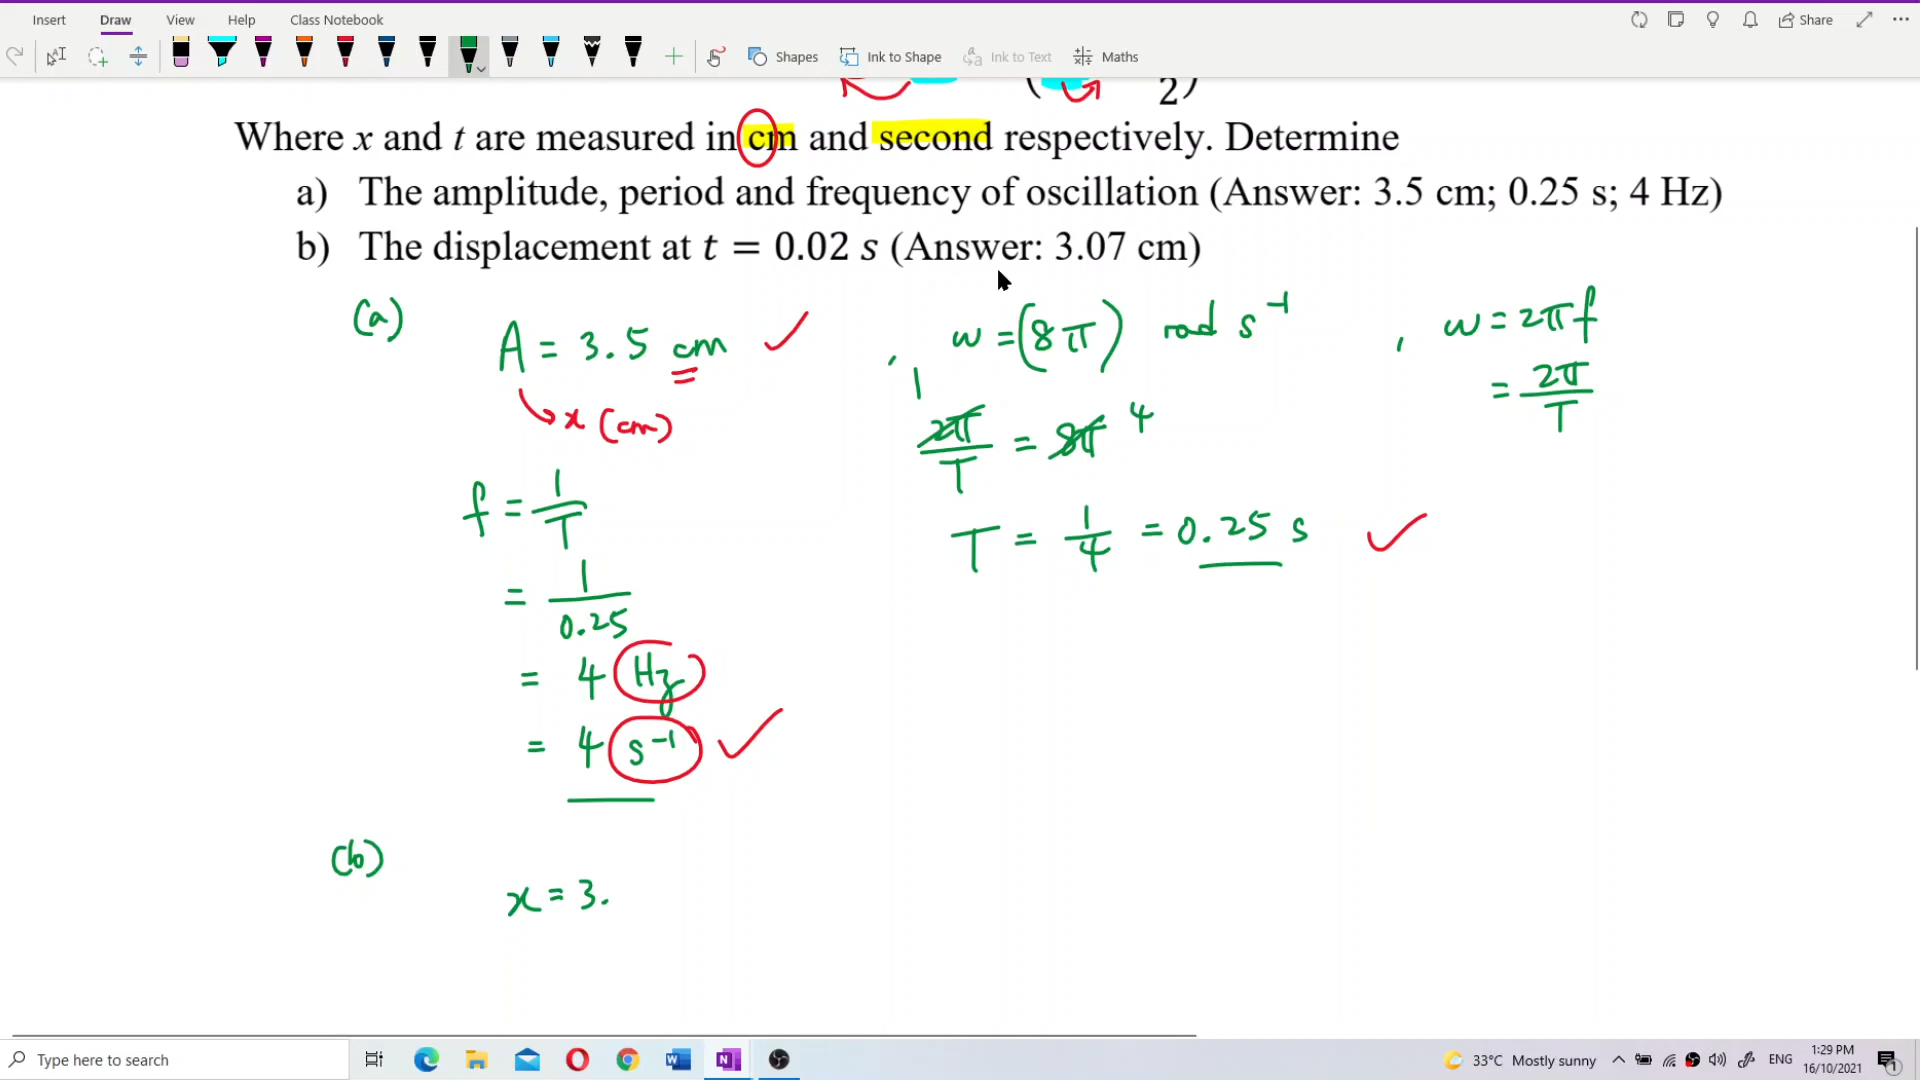 Insert Draw View Help Class Notebook Share
Shapes Ink to Shape Ink to Text Maths
2)
Where x and t are measured in cm and second respectively. Determine
a) The amplitude, period and frequency of oscillation (Answer: 3.5 cm; 0.25 s; 4 Hz)
b) The displacement at t = 0.02 s (Answer: 3.07 cm)
(a) A = 3.5 cm , ω = (8π) rad s⁻¹ , ω = 2πf
= 2π/T
x (cm)
1
2π/T = 8π 4
f = 1/T
T = 1/4 = 0.25 s
= 1/0.25
= 4 Hz
= 4 s⁻¹
(b)
x = 3.
Type here to search
33°C Mostly sunny ENG 1:29 PM
16/10/2021
1